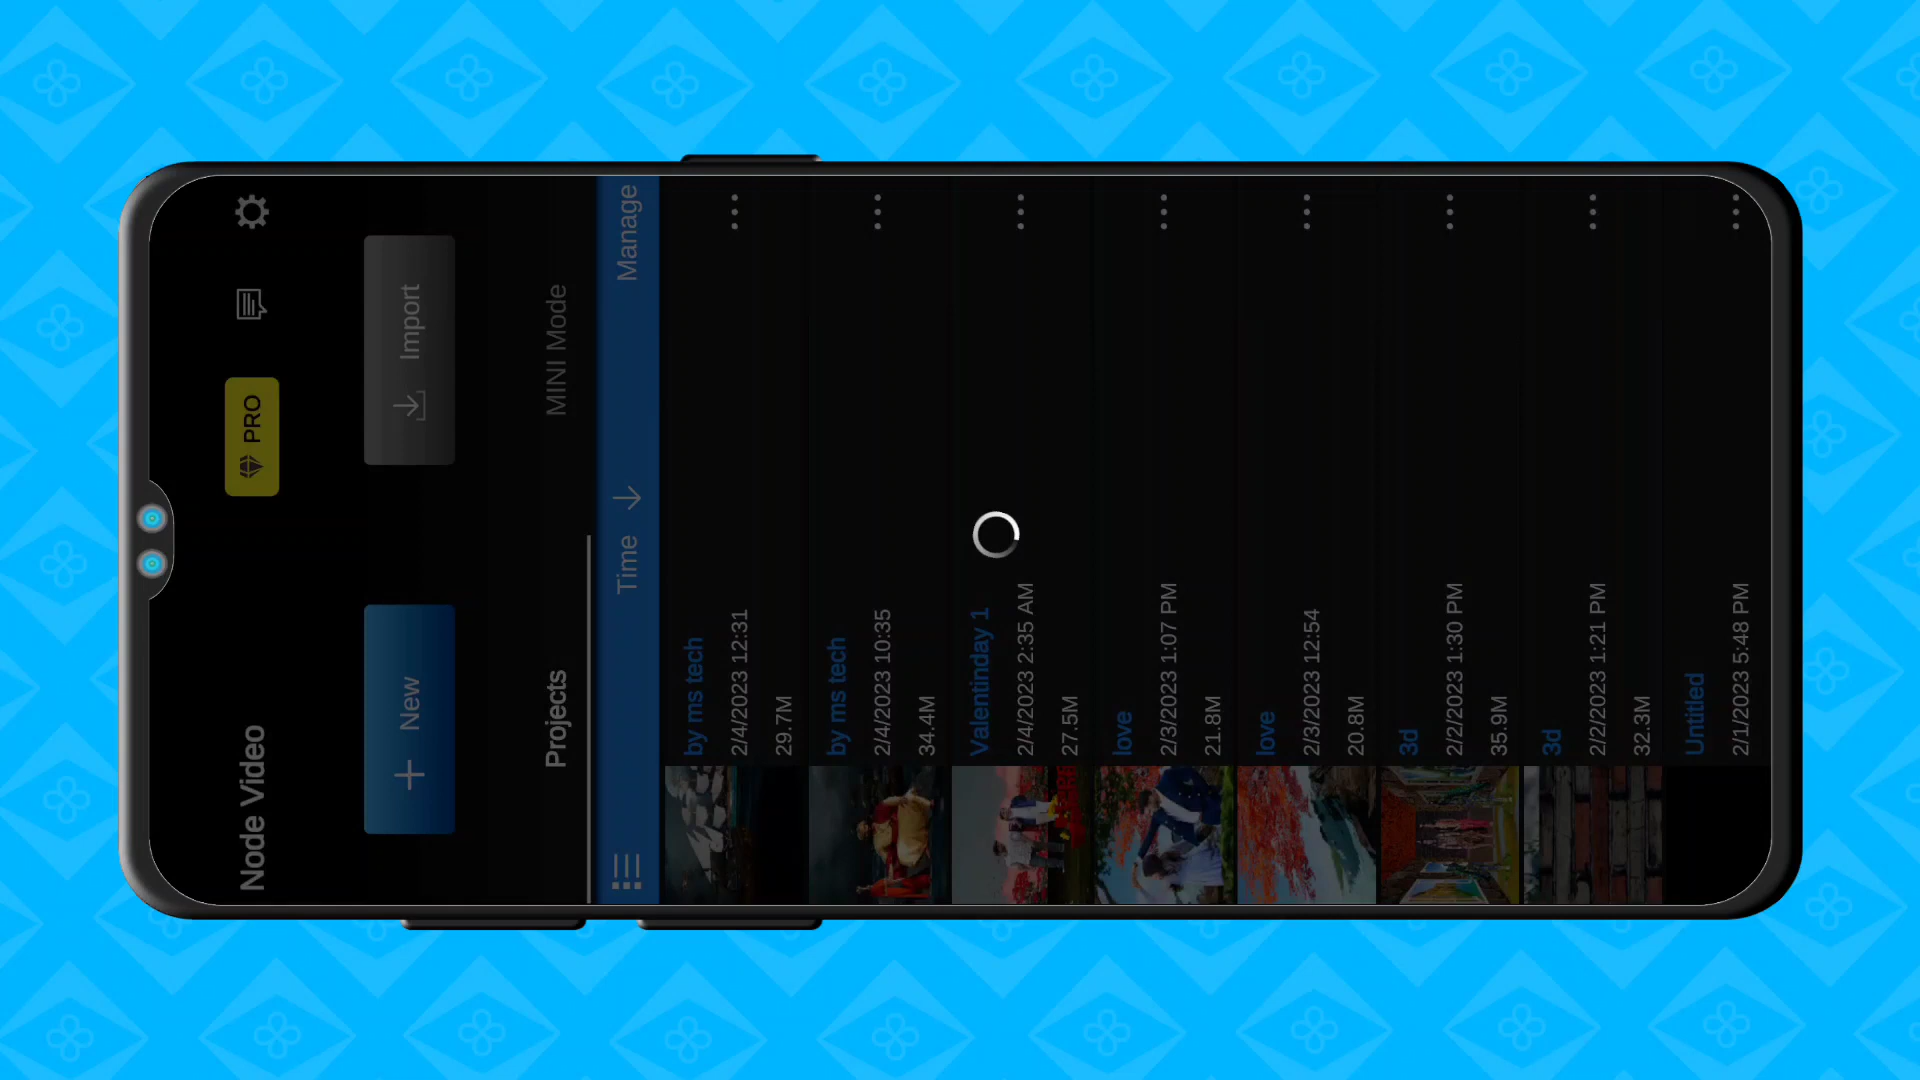 Node Video
PRO
New
Import
Projects
MINI Mode
Time
Manage
by ms tech
2/4/2023 12:31
29.7M
by ms tech
2/4/2023 10:35
34.4M
Valentinday 1
2/4/2023 2:35 AM
27.5M
love
2/3/2023 1:07 PM
21.8M
love
2/3/2023 12:54
20.8M
3d
2/2/2023 1:30 PM
35.9M
3d
2/2/2023 1:21 PM
32.3M
Untitled
2/1/2023 5:48 PM